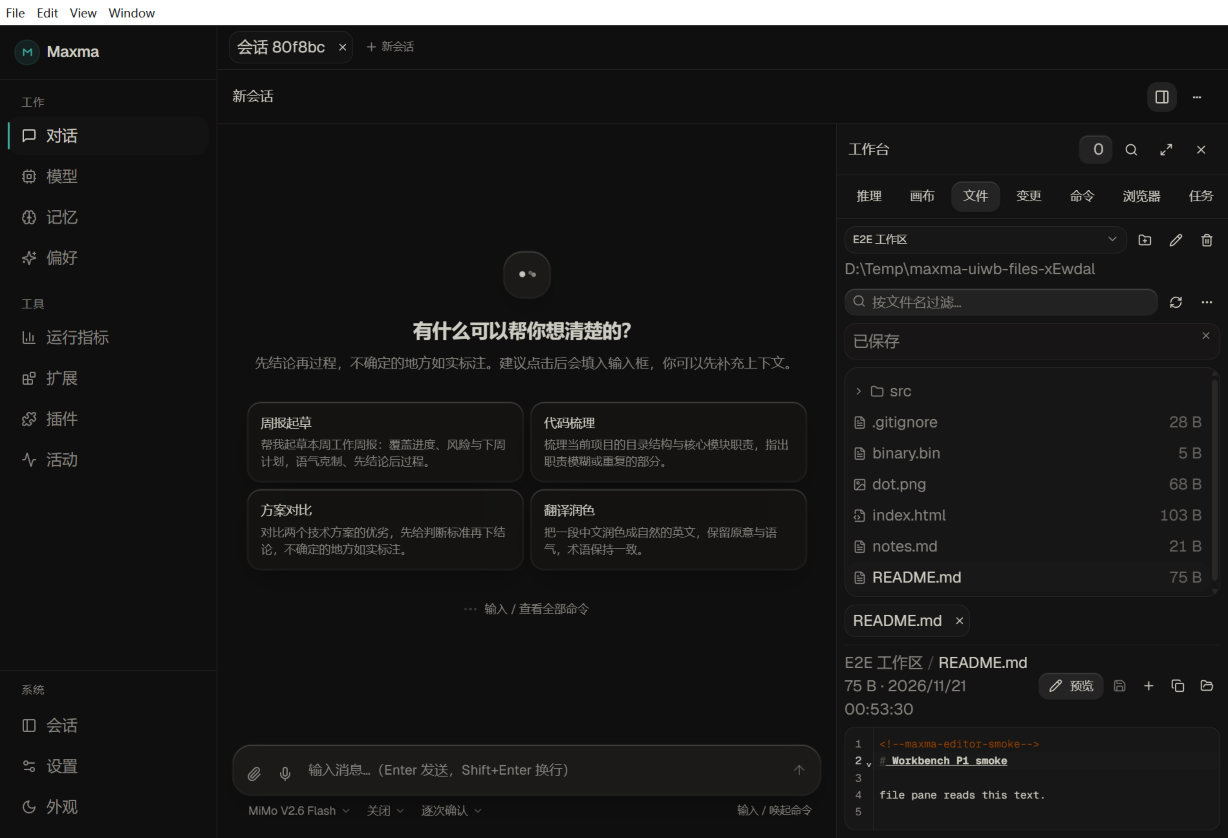 File Edit View Window
M Maxma
工作
对话
模型
记忆
偏好
工具
运行指标
扩展
插件
活动
系统
会话
设置
外观
会话 80f8bc × + 新会话
新会话
有什么可以帮你想清楚的?
先结论再过程，不确定的地方如实标注。建议点击后会填入输入框，你可以先补充上下文。
周报起草
帮我起草本周工作周报：覆盖进度、风险与下周
计划，语气克制、先结论后过程。
代码梳理
梳理当前项目的目录结构与核心模块职责，指出
职责模糊或重复的部分。
方案对比
对比两个技术方案的优劣，先给判断标准再下结
论，不确定的地方如实标注。
翻译润色
把一段中文润色成自然的英文，保留原意与语
气，术语保持一致。
··· 输入 / 查看全部命令
输入消息...（Enter 发送，Shift+Enter 换行）
MiMo V2.6 Flash 关闭 逐次确认 输入 / 唤起命令
工作台 0
推理 画布 文件 变更 命令 浏览器 任务
E2E 工作区
D:\Temp\maxma-uiwb-files-xEwdal
按文件名过滤...
已保存
src
.gitignore 28 B
binary.bin 5 B
dot.png 68 B
index.html 103 B
notes.md 21 B
README.md 75 B
README.md ×
E2E 工作区 / README.md
75 B · 2026/11/21
00:53:30
预览
1 <!--maxma-editor-smoke-->
2 # Workbench P1 smoke
3
4 file pane reads this text.
5